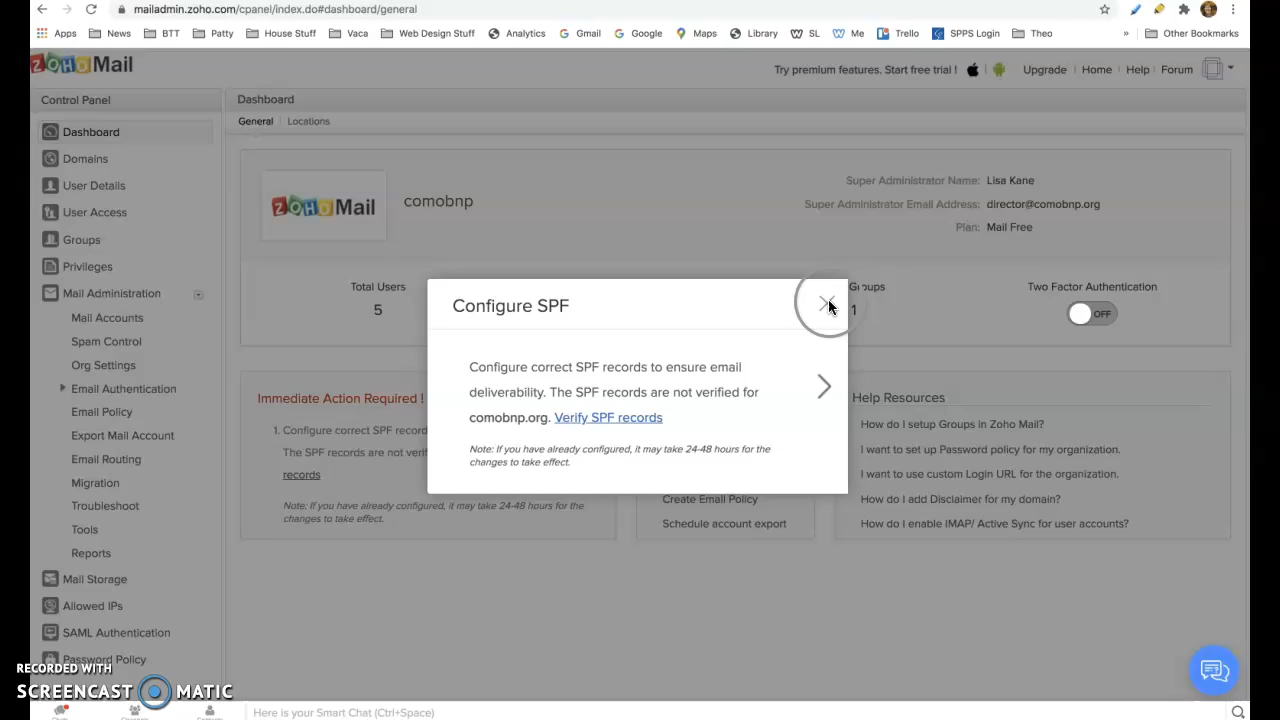 mailadmin.zoho.com/cpanel/index.do#dashboard/general
Apps News BTT Patty House Stuff Vaca Web Design Stuff Analytics Gmail Google Maps Library SL Me Trello SPPS Login Theo » Other Bookmarks
ZOHO Mail
Try premium features. Start free trial ! Upgrade Home Help Forum
Control Panel
Dashboard
Domains
User Details
User Access
Groups
Privileges
Mail Administration
Mail Accounts
Spam Control
Org Settings
Email Authentication
Email Policy
Export Mail Account
Email Routing
Migration
Troubleshoot
Tools
Reports
Mail Storage
Allowed IPs
SAML Authentication
Password Policy
Dashboard
General Locations
ZOHO Mail
comobnp
Super Administrator Name: Lisa Kane
Super Administrator Email Address: director@comobnp.org
Plan: Mail Free
Total Users
5
Groups
1
Two Factor Authentication
OFF
Configure SPF
Configure correct SPF records to ensure email
deliverability. The SPF records are not verified for
comobnp.org. Verify SPF records
Note: If you have already configured, it may take 24-48 hours for the
changes to take effect.
Immediate Action Required !
1. Configure correct SPF record
The SPF records are not verif
records
Note: If you have already configured, it may take 24-48 hours for the
changes to take effect.
Create Email Policy
Schedule account export
Help Resources
How do I setup Groups in Zoho Mail?
I want to set up Password policy for my organization.
I want to use custom Login URL for the organization.
How do I add Disclaimer for my domain?
How do I enable IMAP/ Active Sync for user accounts?
RECORDED WITH
SCREENCAST MATIC
Here is your Smart Chat (Ctrl+Space)